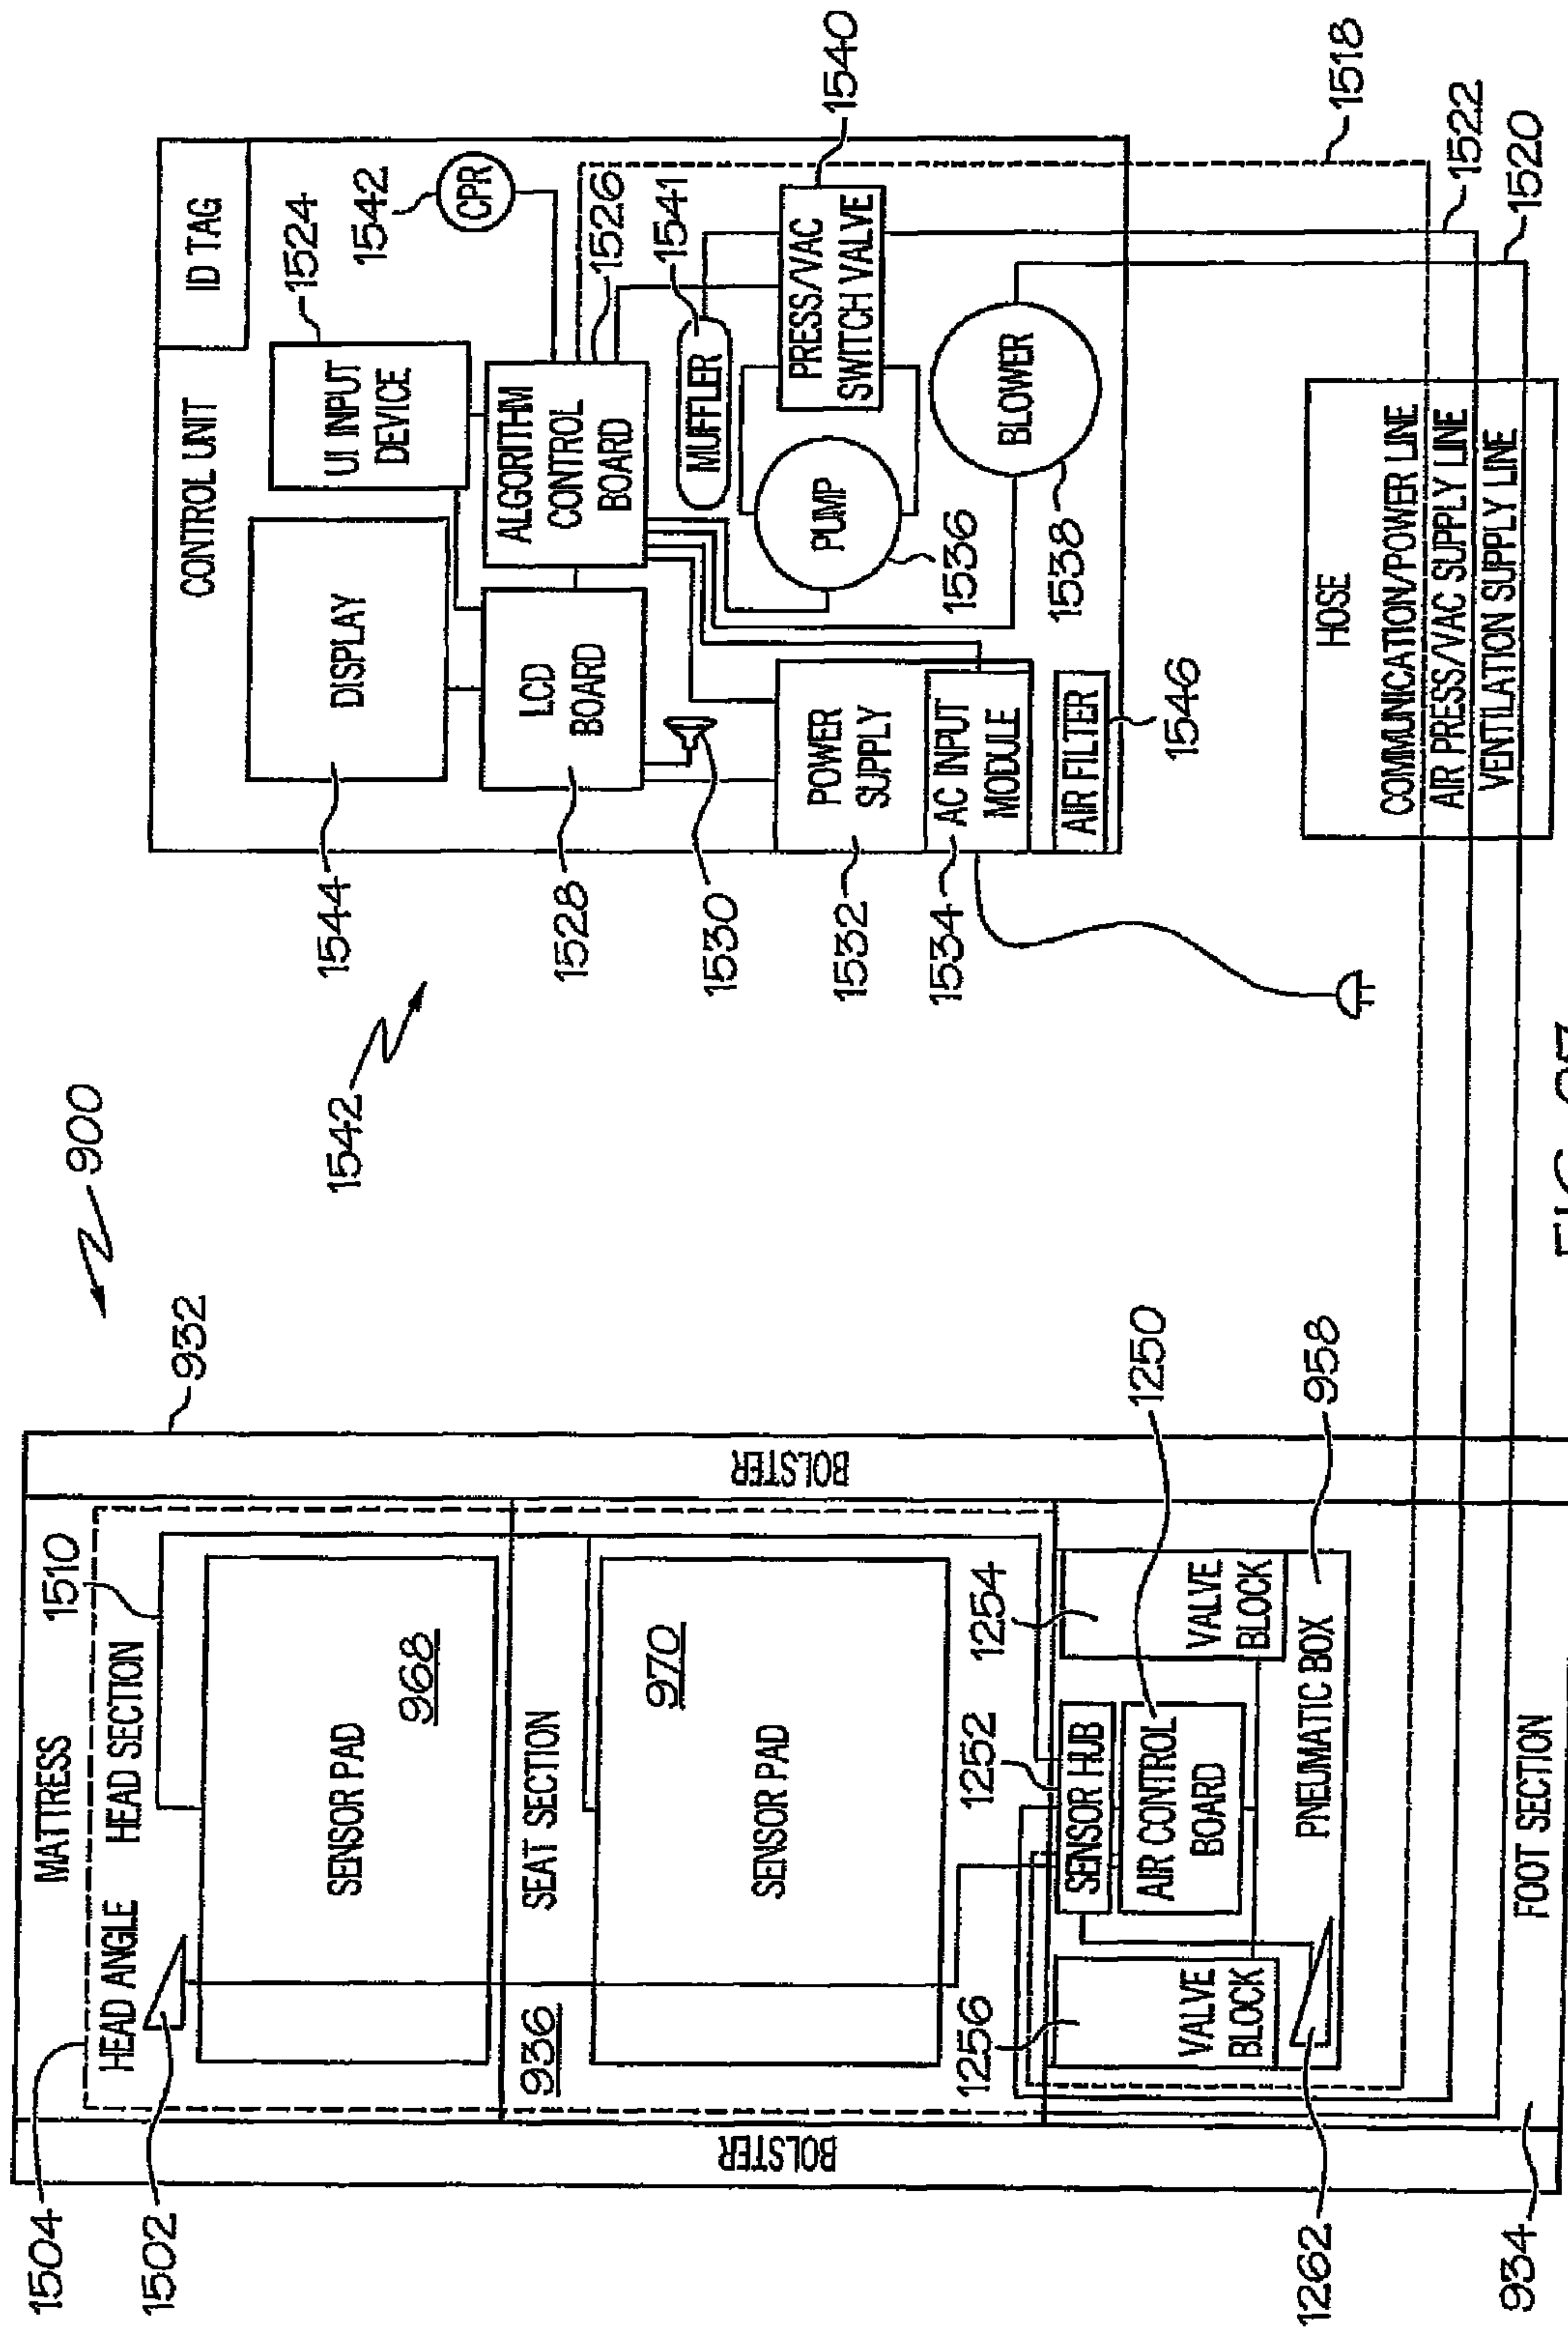 900
MATTRESS
1504
1502
HEAD ANGLE
HEAD SECTION
1510
932
SENSOR PAD
968
SEAT SECTION
936
SENSOR PAD
970
BOLSTER
BOLSTER
1256
1252
1254
1250
SENSOR HUB
AIR CONTROL
BOARD
VALVE
BLOCK
VALVE
BLOCK
PNEUMATIC BOX
958
1262
934
FOOT SECTION
1542
CONTROL UNIT
ID TAG
1544
DISPLAY
UI INPUT
DEVICE
1524
1542
CPR
1528
LCD
BOARD
ALGORITHM
CONTROL
BOARD
1526
1530
MUFFLER
1541
1532
POWER
SUPPLY
PUMP
1536
PRESS/VAC
SWITCH VALVE
1540
1534
AC INPUT
MODULE
BLOWER
1538
AIR FILTER
1546
1518
1522
1520
HOSE
COMMUNICATION/POWER LINE
AIR PRESS/VAC SUPPLY LINE
VENTILATION SUPPLY LINE